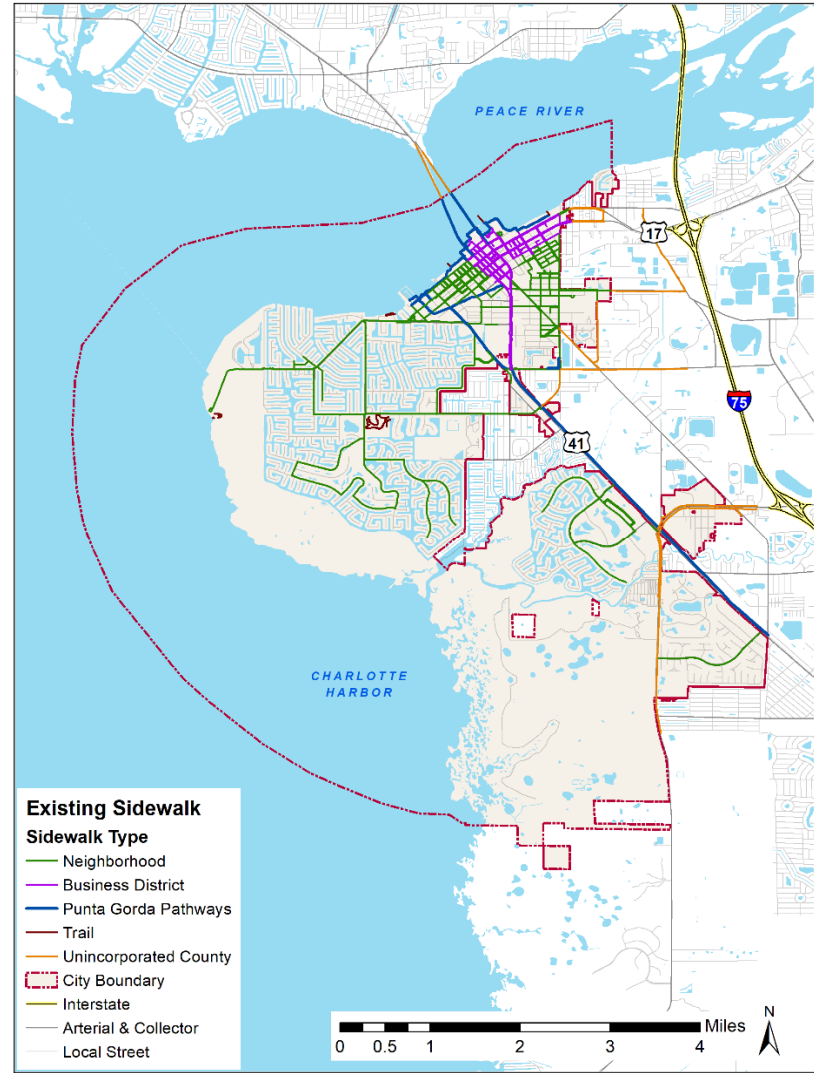 PEACE RIVER
17
75
41
CHARLOTTE
HARBOR
Existing Sidewalk
Sidewalk Type
Neighborhood
Business District
Punta Gorda Pathways
Trail
Unincorporated County
City Boundary
Interstate
Arterial & Collector
Local Street
N
Miles
0 0.5 1 2 3 4